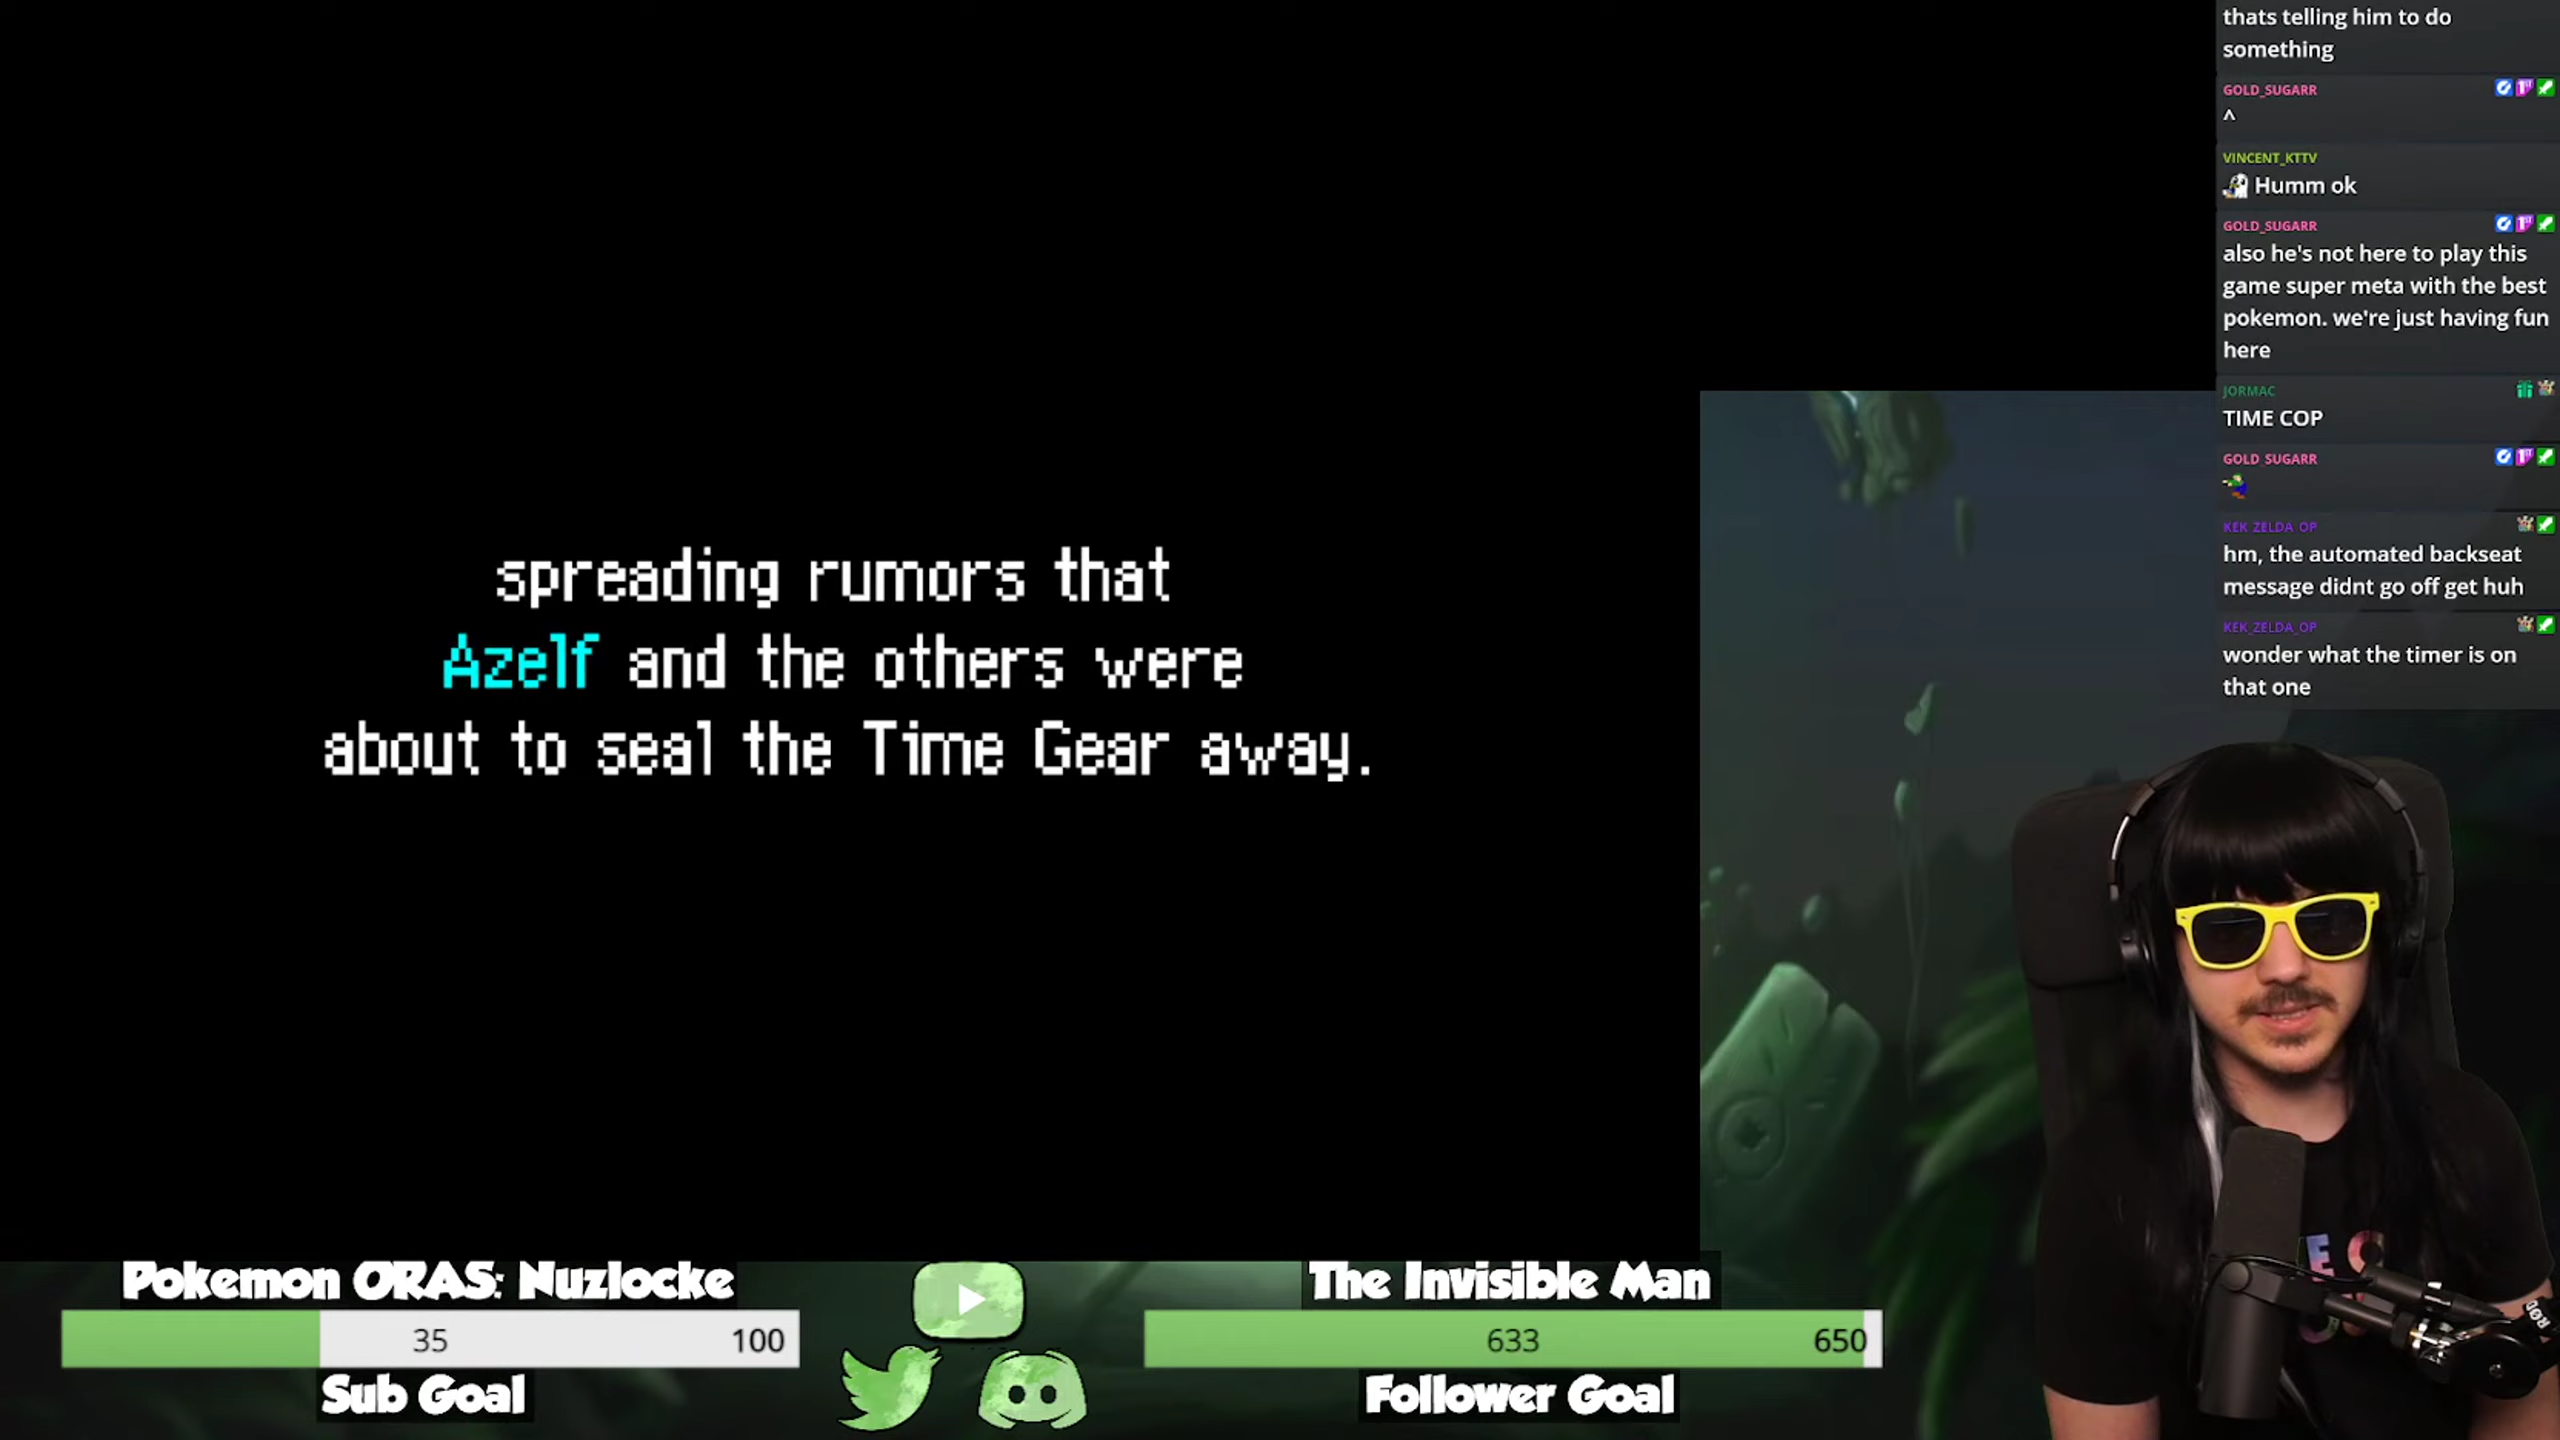 spreading rumors that
Azelf and the others were
about to seal the Time Gear away.
thats telling him to do
something
GOLD_SUGARR
^
VINCENT_KTTV
Humm ok
GOLD_SUGARR
also he's not here to play this
game super meta with the best
pokemon. we're just having fun
here
JORMAC
TIME COP
GOLD_SUGARR
KEK_ZELDA_OP
hm, the automated backseat
message didnt go off get huh
KEK_ZELDA_OP
wonder what the timer is on
that one
Pokemon ORAS: Nuzlocke
35
100
Sub Goal
The Invisible Man
633
650
Follower Goal